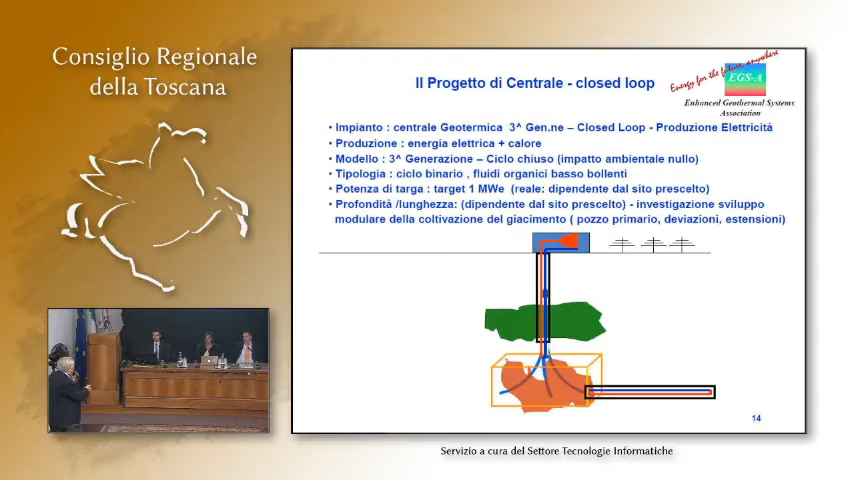 Consiglio Regionale
della Toscana
Il Progetto di Centrale - closed loop
Energy for the future, anywhere
EGS-A
Enhanced Geothermal Systems
Association
• Impianto : centrale Geotermica 3^ Gen.ne – Closed Loop - Produzione Elettricità
• Produzione : energia elettrica + calore
• Modello : 3^ Generazione – Ciclo chiuso (impatto ambientale nullo)
• Tipologia : ciclo binario , fluidi organici basso bollenti
• Potenza di targa : target 1 MWe (reale: dipendente dal sito prescelto)
• Profondità /lunghezza: (dipendente dal sito prescelto) - investigazione sviluppo
modulare della coltivazione del giacimento ( pozzo primario, deviazioni, estensioni)
14
Servizio a cura del Settore Tecnologie Informatiche